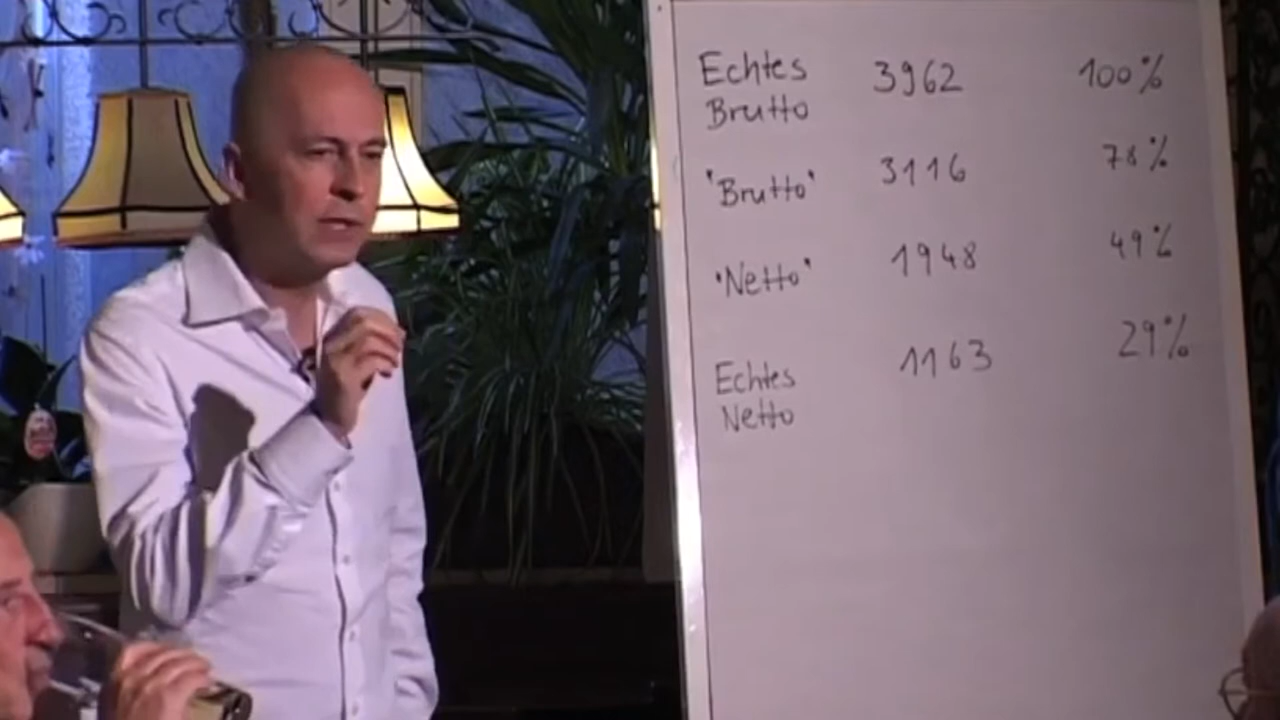 Echtes 3962 100%
Brutto
"Brutto" 3116 78%
"Netto" 1948 49%
Echtes 1163 29%
Netto